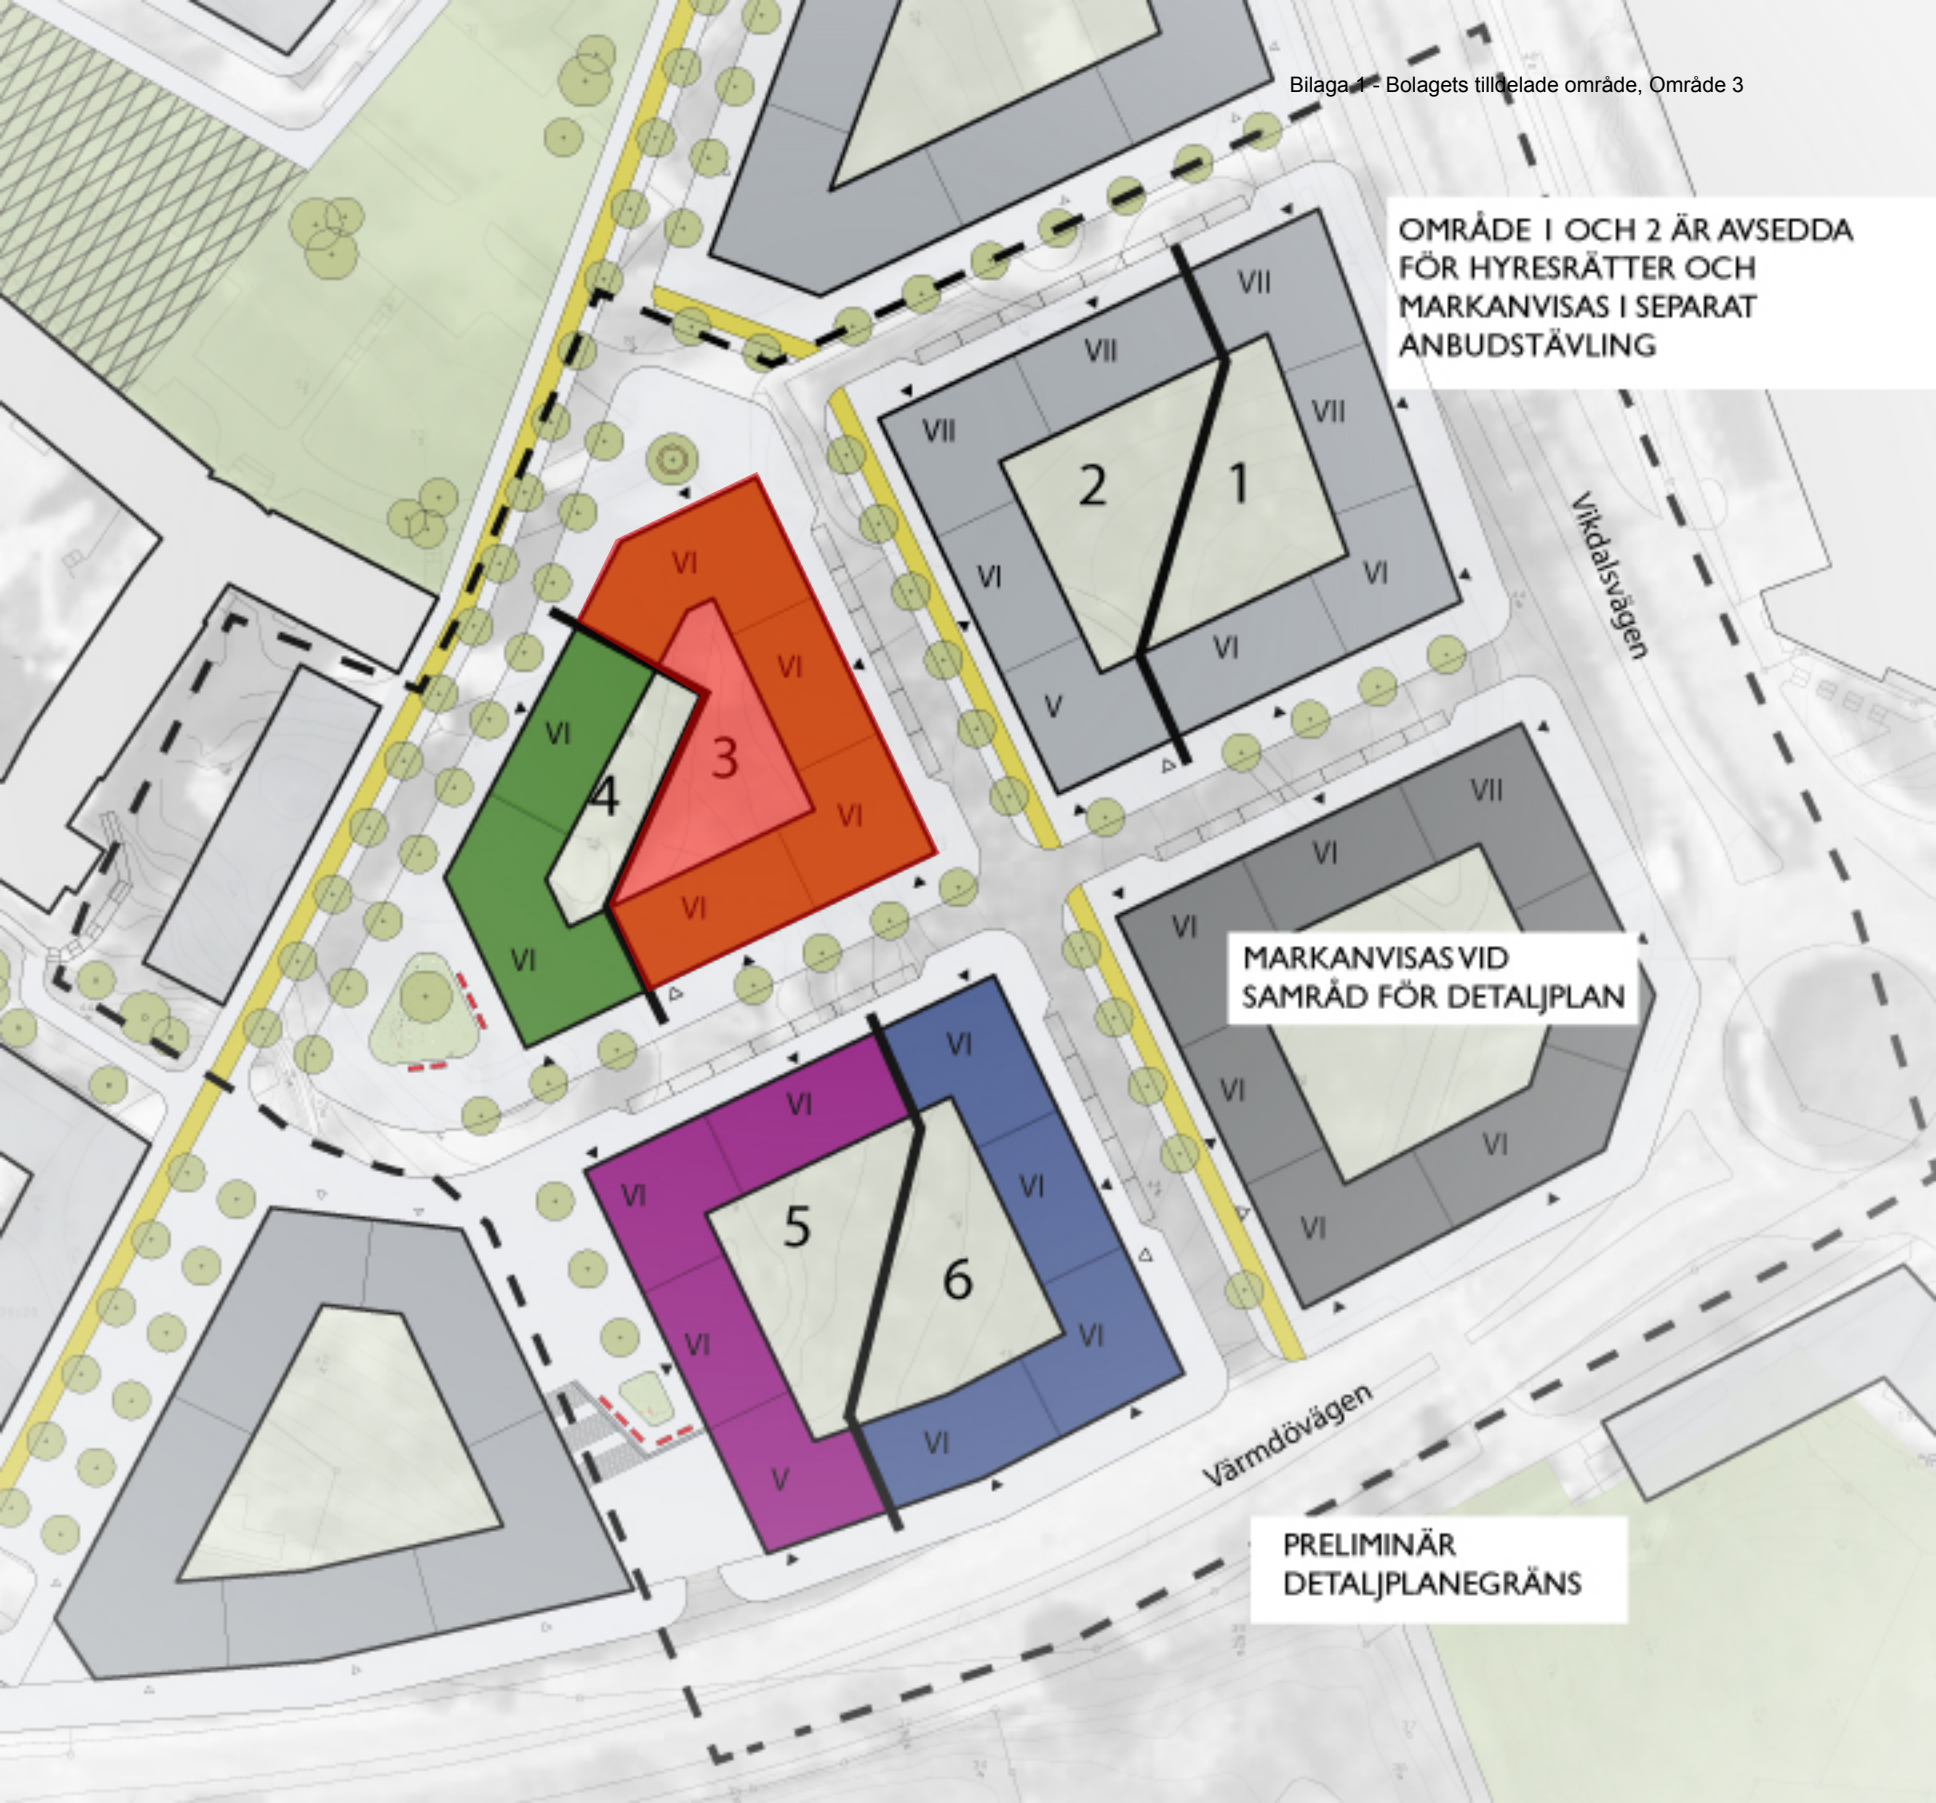 Bilaga 1 - Bolagets tilldelade område, Område 3
OMRÅDE 1 OCH 2 ÄR AVSEDDA
FÖR HYRESRÄTTER OCH
MARKANVISAS I SEPARAT
ANBUDSTÄVLING
VII
VII
VII
VII
2
1
VI
VI
VI
V
Vikdalsvägen
VI
VI
VI
3
4
VI
VI
VI
VII
VI
VI
MARKANVISAS VID
SAMRÅD FÖR DETALJPLAN
VI
VI
VI
VI
VI
VI
VI
5
6
VI
VI
VI
V
Värmdövägen
PRELIMINÄR
DETALJPLANEGRÄNS